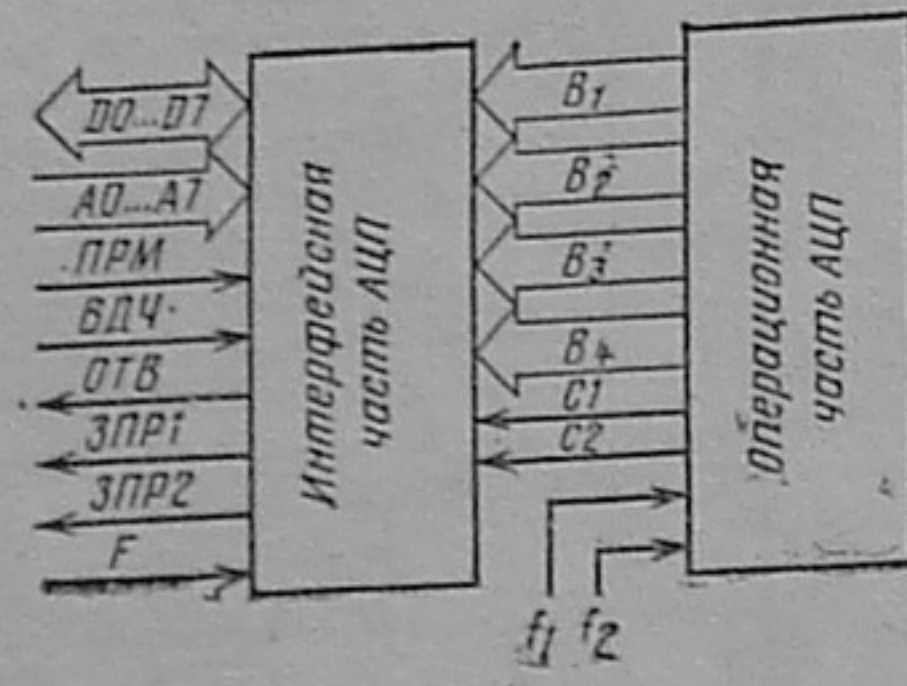 D0...D7
A0...A7
ПРМ
ВДЧ
ОТВ
ЗПР1
ЗПР2
F
Интерфейсная
часть АЦП
B1
B2
B3
B4
C1
C2
f1 f2
Операционная
часть АЦП